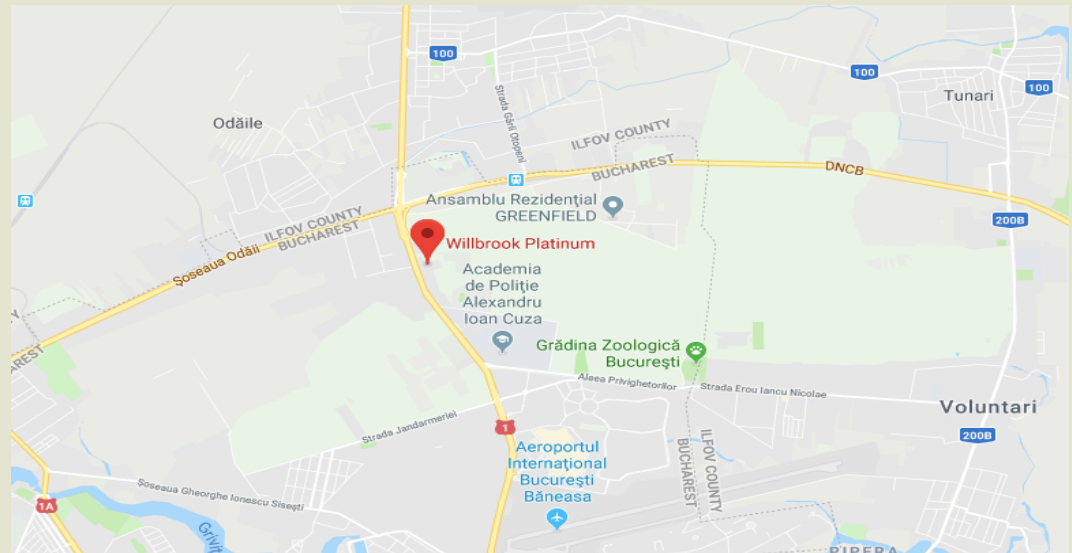 100
100
Tunari
100
Strada Gării Otopeni
Odăile
ILFOV COUNTY
BUCHAREST
DNCB
Ansamblu Rezidențial
GREENFIELD
200B
ILFOV COUNTY
BUCHAREST
Șoseaua Odăii
Willbrook Platinum
Academia
de Poliție
Alexandru
Ioan Cuza
Grădina Zoologică
București
AREST
Aleea Privighetorilor
Strada Erou Iancu Nicolae
Voluntari
200B
Strada Jandarmeriei
1
BUCHAREST
ILFOV COUNTY
Aeroportul
Internațional
București
Băneasa
Șoseaua Gheorghe Ionescu Sisești
1A
Grivi
PIPERA